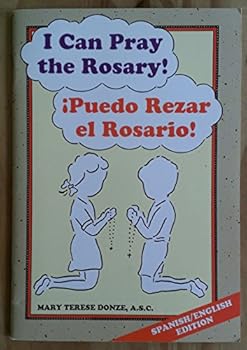 I Can Pray
the Rosary!
¡Puedo Rezar
el Rosario!
MARY TERESE DONZE, A.S.C.
SPANISH/ENGLISH
EDITION